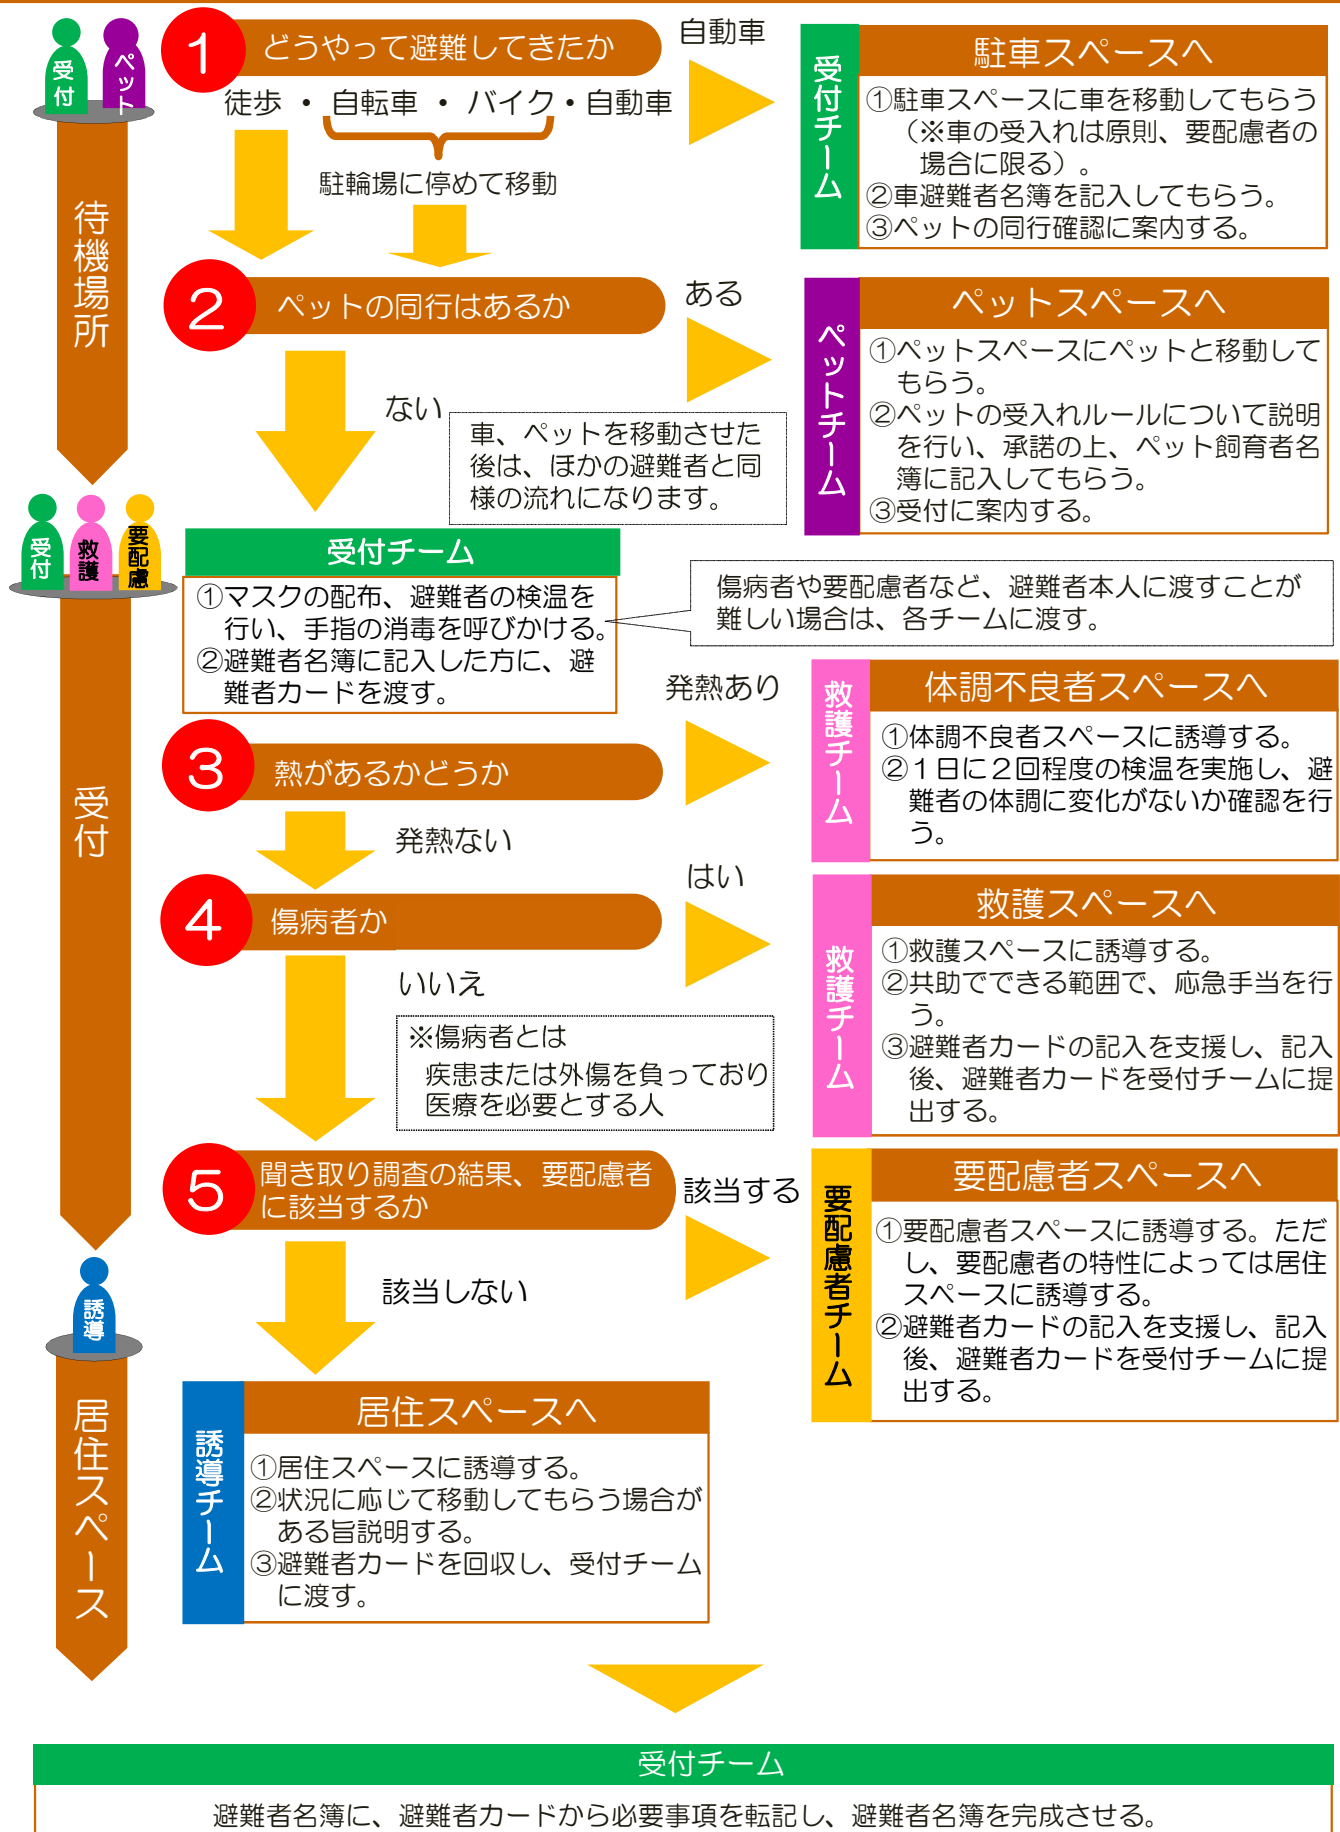 受付
ペット
待機場所
1
どうやって避難してきたか
自動車
徒歩 ・ 自転車 ・ バイク・自動車
駐輪場に停めて移動
受付チーム
駐車スペースへ
①駐車スペースに車を移動してもらう
（※車の受入れは原則、要配慮者の
場合に限る）。
②車避難者名簿を記入してもらう。
③ペットの同行確認に案内する。
2
ペットの同行はあるか
ある
ない
車、ペットを移動させた
後は、ほかの避難者と同
様の流れになります。
ペットチーム
ペットスペースへ
①ペットスペースにペットと移動して
もらう。
②ペットの受入れルールについて説明
を行い、承諾の上、ペット飼育者名
簿に記入してもらう。
③受付に案内する。
受付
救護
要配慮
受付
受付チーム
①マスクの配布、避難者の検温を
行い、手指の消毒を呼びかける。
②避難者名簿に記入した方に、避
難者カードを渡す。
傷病者や要配慮者など、避難者本人に渡すことが
難しい場合は、各チームに渡す。
3
熱があるかどうか
発熱あり
発熱ない
救護チーム
体調不良者スペースへ
①体調不良者スペースに誘導する。
②１日に２回程度の検温を実施し、避
難者の体調に変化がないか確認を行
う。
4
傷病者か
はい
いいえ
※傷病者とは
疾患または外傷を負っており
医療を必要とする人
救護チーム
救護スペースへ
①救護スペースに誘導する。
②共助でできる範囲で、応急手当を行
う。
③避難者カードの記入を支援し、記入
後、避難者カードを受付チームに提
出する。
5
聞き取り調査の結果、要配慮者
に該当するか
該当する
該当しない
要配慮者チーム
要配慮者スペースへ
①要配慮者スペースに誘導する。ただ
し、要配慮者の特性によっては居住
スペースに誘導する。
②避難者カードの記入を支援し、記入
後、避難者カードを受付チームに提
出する。
誘導
居住スペース
誘導チーム
居住スペースへ
①居住スペースに誘導する。
②状況に応じて移動してもらう場合が
ある旨説明する。
③避難者カードを回収し、受付チーム
に渡す。
受付チーム
避難者名簿に、避難者カードから必要事項を転記し、避難者名簿を完成させる。